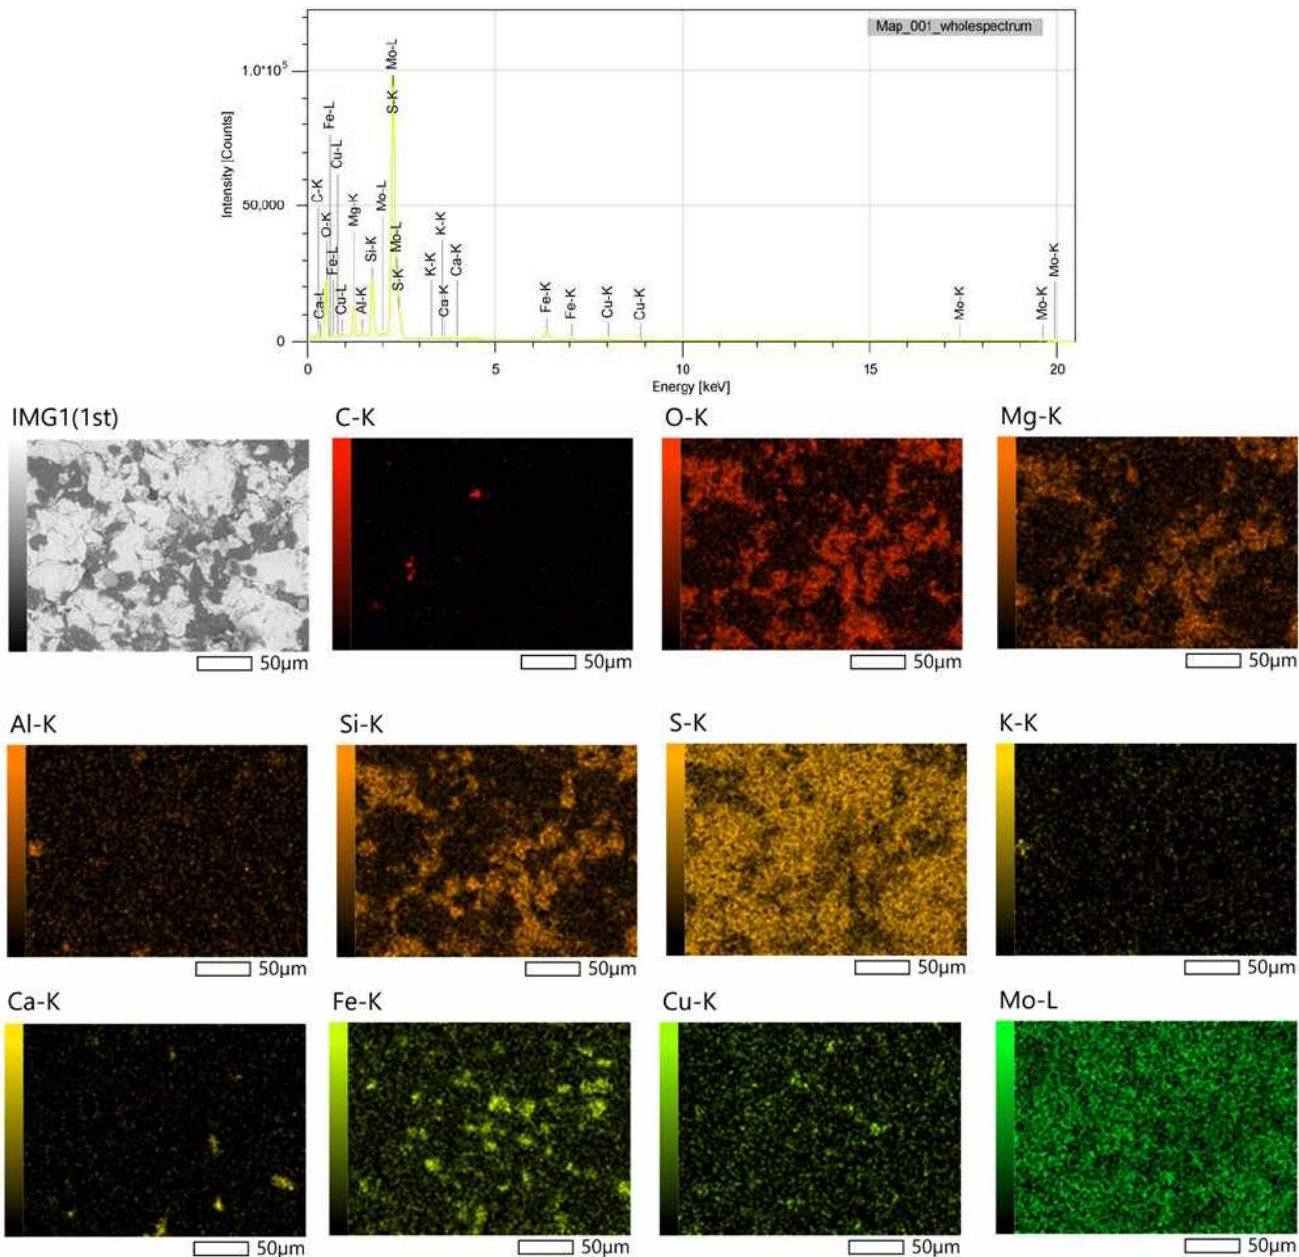 Map_001_wholespectrum
1.0*10⁵
50,000
0
Intensity [Counts]
C-K
Ca-L
O-K
Fe-L
Fe-L
Cu-L
Cu-L
Mg-K
Al-K
Si-K
Mo-L
Mo-L
S-K
Mo-L
S-K
K-K
K-K
Ca-K
Ca-K
Fe-K
Fe-K
Cu-K
Cu-K
Mo-K
Mo-K
Mo-K
0 5 10 15 20
Energy [keV]
IMG1(1st) C-K O-K Mg-K
50μm 50μm 50μm 50μm
Al-K Si-K S-K K-K
50μm 50μm 50μm 50μm
Ca-K Fe-K Cu-K Mo-L
50μm 50μm 50μm 50μm